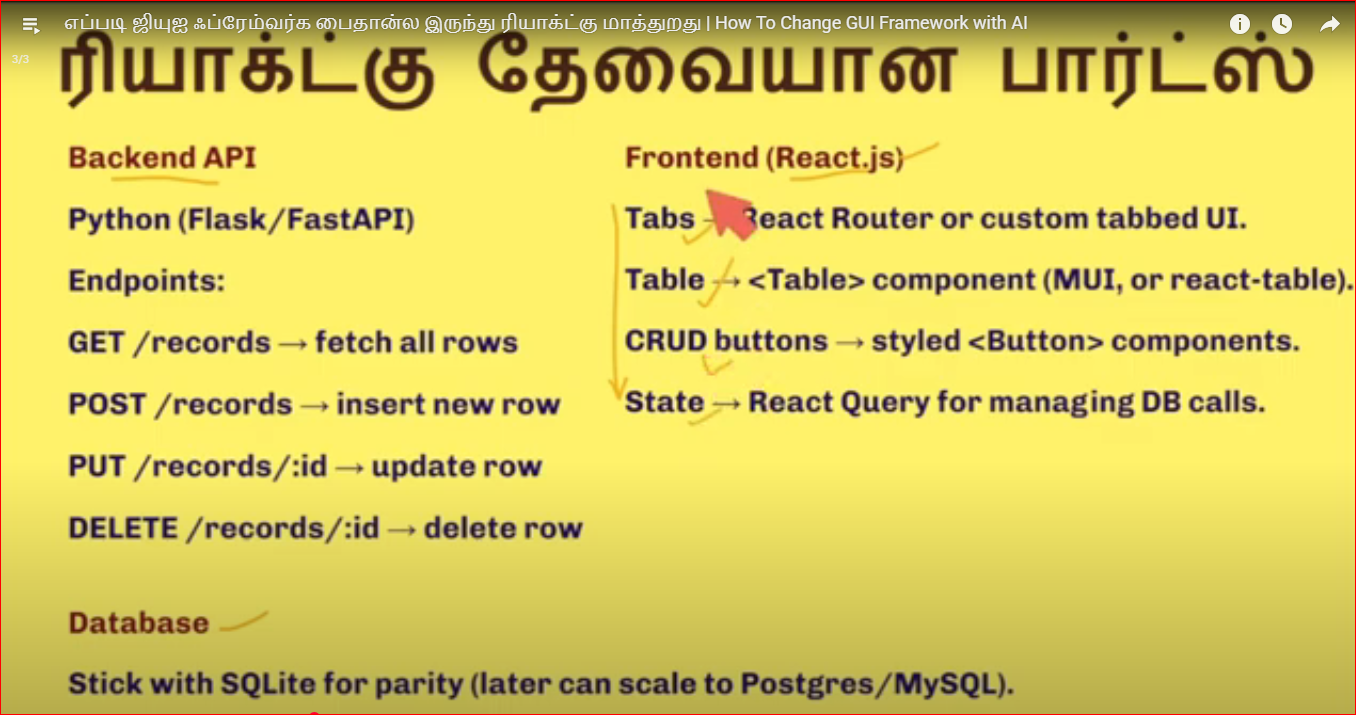 எப்படி ஜியுஐ ஃப்ரேம்வர்க பைதான்ல இருந்து ரியாக்ட்கு மாத்துறது | How To Change GUI Framework with AI
3/3
ரியாக்ட்கு தேவையான பார்ட்ஸ்
Backend API
Python (Flask/FastAPI)
Endpoints:
GET /records → fetch all rows
POST /records → insert new row
PUT /records/:id → update row
DELETE /records/:id → delete row
Frontend (React.js)
Tabs → React Router or custom tabbed UI.
Table → <Table> component (MUI, or react-table).
CRUD buttons → styled <Button> components.
State → React Query for managing DB calls.
Database
Stick with SQLite for parity (later can scale to Postgres/MySQL).